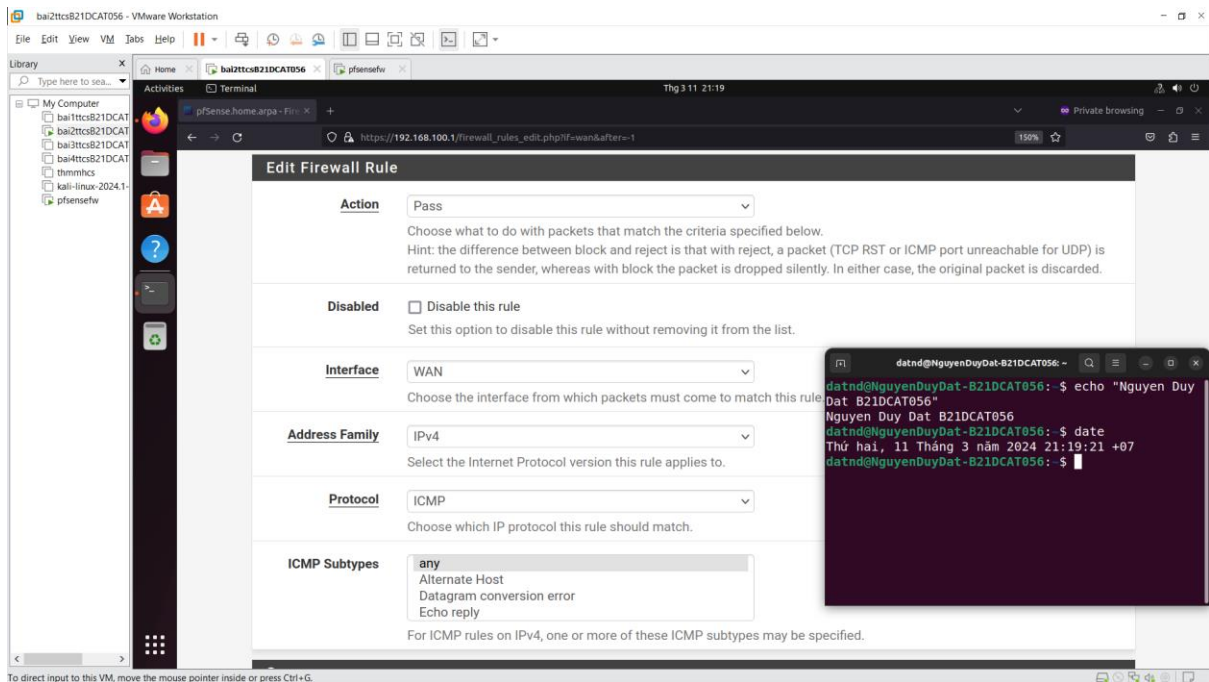 bai2ttcsB21DCAT056 - VMware Workstation
File Edit View VM Tabs Help
Library
Type here to sea...
My Computer
bai1ttcsB21DCAT
bai2ttcsB21DCAT
bai3ttcsB21DCAT
bai4ttcsB21DCAT
thmmhcs
kali-linux-2024.1-
pfsensefw
Home bai2ttcsB21DCAT056 pfsensefw
Activities Terminal Thg 3 11 21:19
pfSense.home.arpa - Fire Private browsing
https://192.168.100.1/firewall_rules_edit.php?if=wan&after=-1 150%
Edit Firewall Rule
Action Pass
Choose what to do with packets that match the criteria specified below.
Hint: the difference between block and reject is that with reject, a packet (TCP RST or ICMP port unreachable for UDP) is
returned to the sender, whereas with block the packet is dropped silently. In either case, the original packet is discarded.
Disabled Disable this rule
Set this option to disable this rule without removing it from the list.
Interface WAN
Choose the interface from which packets must come to match this rule.
Address Family IPv4
Select the Internet Protocol version this rule applies to.
Protocol ICMP
Choose which IP protocol this rule should match.
ICMP Subtypes any
Alternate Host
Datagram conversion error
Echo reply
For ICMP rules on IPv4, one or more of these ICMP subtypes may be specified.
datnd@NguyenDuyDat-B21DCAT056: ~
datnd@NguyenDuyDat-B21DCAT056:~$ echo "Nguyen Duy
Dat B21DCAT056"
Nguyen Duy Dat B21DCAT056
datnd@NguyenDuyDat-B21DCAT056:~$ date
Thứ hai, 11 Tháng 3 năm 2024 21:19:21 +07
datnd@NguyenDuyDat-B21DCAT056:~$
To direct input to this VM, move the mouse pointer inside or press Ctrl+G.